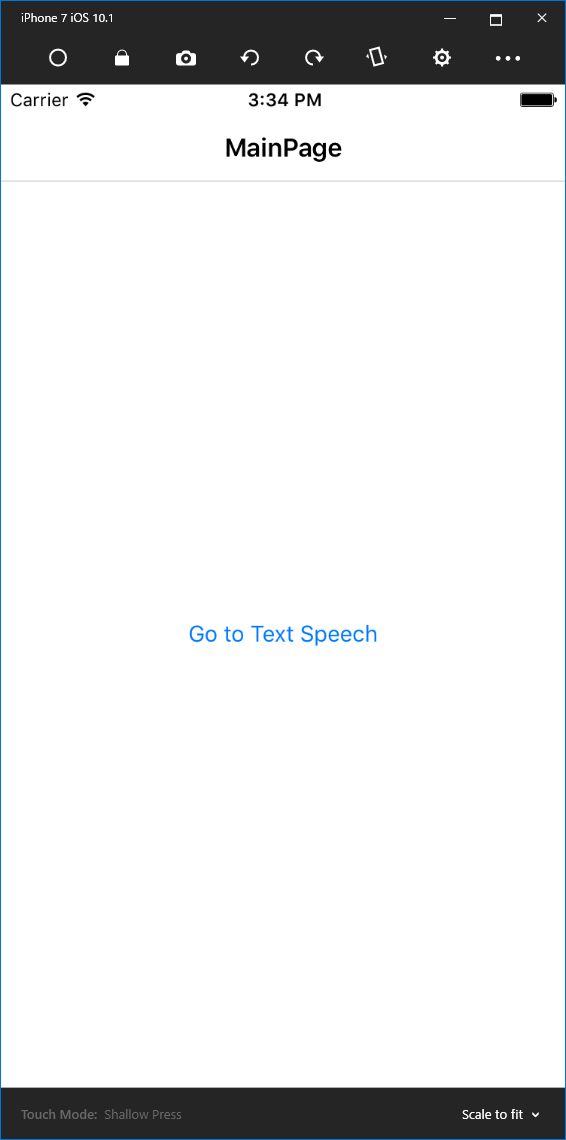 iPhone 7 iOS 10.1
Carrier 3:34 PM
MainPage
Go to Text Speech
Touch Mode: Shallow Press Scale to fit